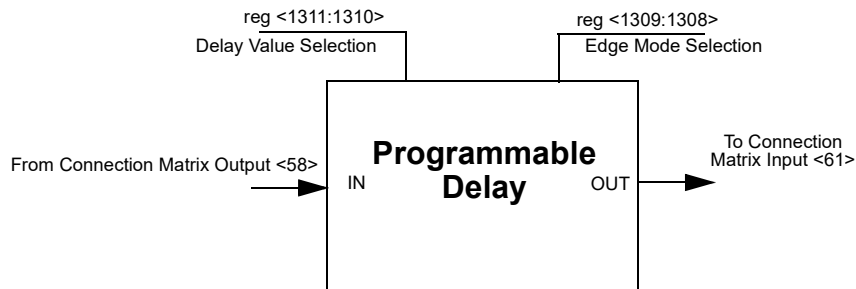 reg <1311:1310>
Delay Value Selection
reg <1309:1308>
Edge Mode Selection
From Connection Matrix Output <58>
IN
Programmable
Delay
OUT
To Connection
Matrix Input <61>